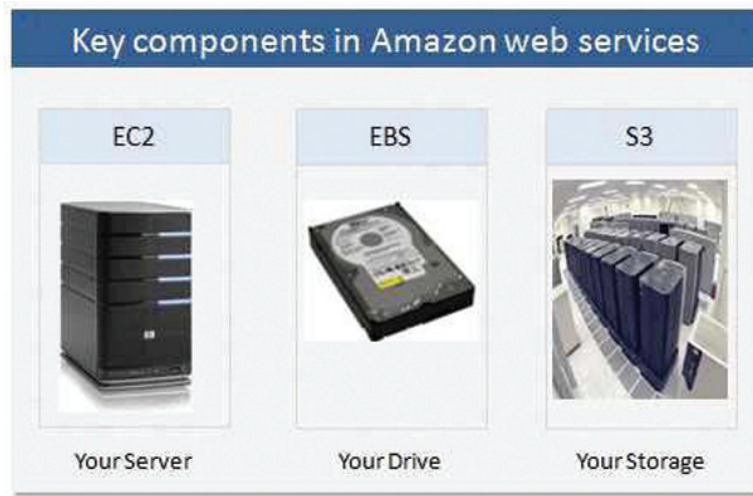 Key components in Amazon web services
EC2
EBS
S3
Your Server
Your Drive
Your Storage